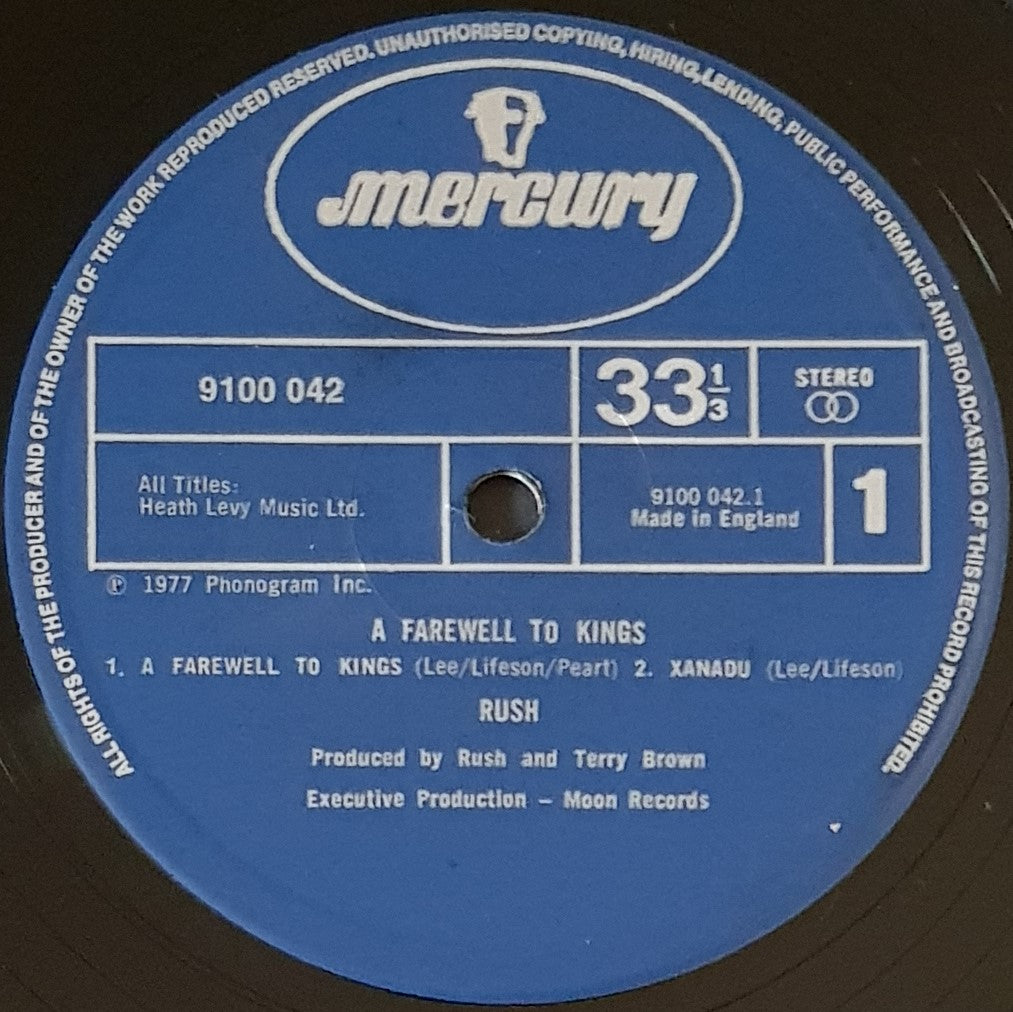 ALL RIGHTS OF THE PRODUCER AND OF THE OWNER OF THE WORK REPRODUCED RESERVED. UNAUTHORISED COPYING, HIRING, LENDING, PUBLIC PERFORMANCE AND BROADCASTING OF THIS RECORD PROHIBITED.
mercury
9100 042
33 1/3
STEREO
All Titles:
Heath Levy Music Ltd.
9100 042.1
Made in England
1
℗ 1977 Phonogram Inc.
A FAREWELL TO KINGS
1. A FAREWELL TO KINGS (Lee/Lifeson/Peart) 2. XANADU (Lee/Lifeson)
RUSH
Produced by Rush and Terry Brown
Executive Production – Moon Records